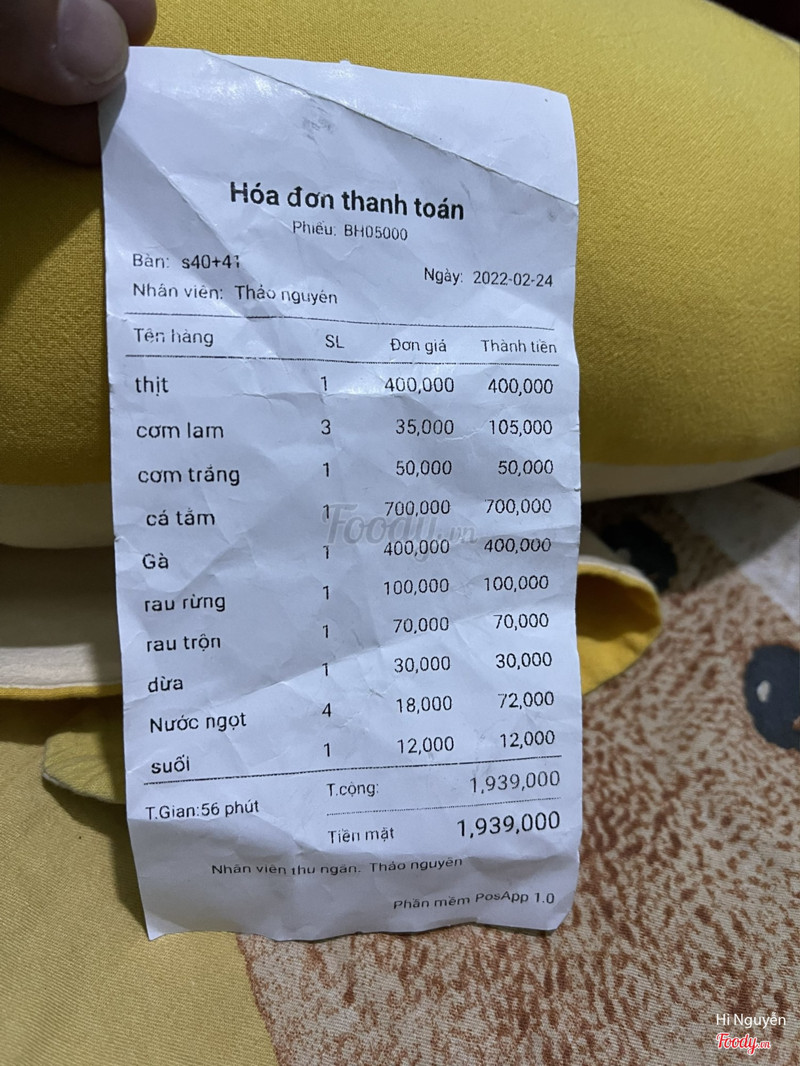 Hóa đơn thanh toán
Phiếu: BH05000
Bàn: s40+41
Ngày: 2022-02-24
Nhân viên: Thảo nguyên
Tên hàng SL Đơn giá Thành tiền
thịt 1 400,000 400,000
cơm lam 3 35,000 105,000
cơm trắng 1 50,000 50,000
cá tầm 1 700,000 700,000
Gà 1 400,000 400,000
rau rừng 1 100,000 100,000
rau trộn 1 70,000 70,000
dừa 1 30,000 30,000
Nước ngọt 4 18,000 72,000
suối 1 12,000 12,000
T.Gian:56 phút T.cộng: 1,939,000
Tiền mặt 1,939,000
Nhân viên thu ngân. Thảo nguyên
Phần mềm PosApp 1.0
Foody.vn
Hi Nguyễn
Foody.vn